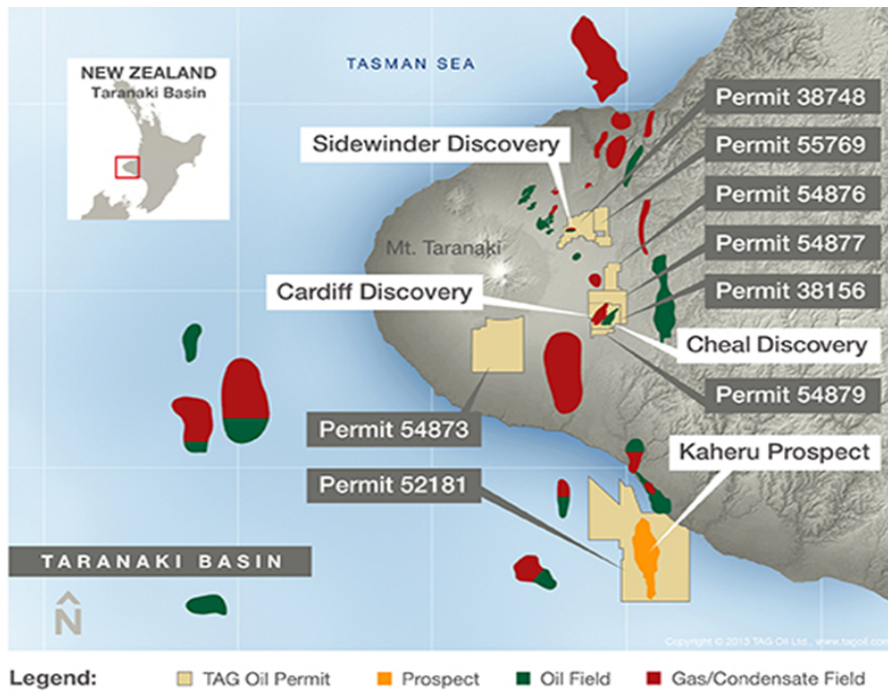 NEW ZEALAND
Taranaki Basin
TASMAN SEA
Permit 38748
Sidewinder Discovery
Permit 55769
Permit 54876
Mt. Taranaki
Permit 54877
Cardiff Discovery
Permit 38156
Cheal Discovery
Permit 54879
Permit 54873
Kaheru Prospect
Permit 52181
TARANAKI BASIN
N
Copyright © 2013 TAG Oil Ltd., www.tagoil.com
Legend:
TAG Oil Permit
Prospect
Oil Field
Gas/Condensate Field